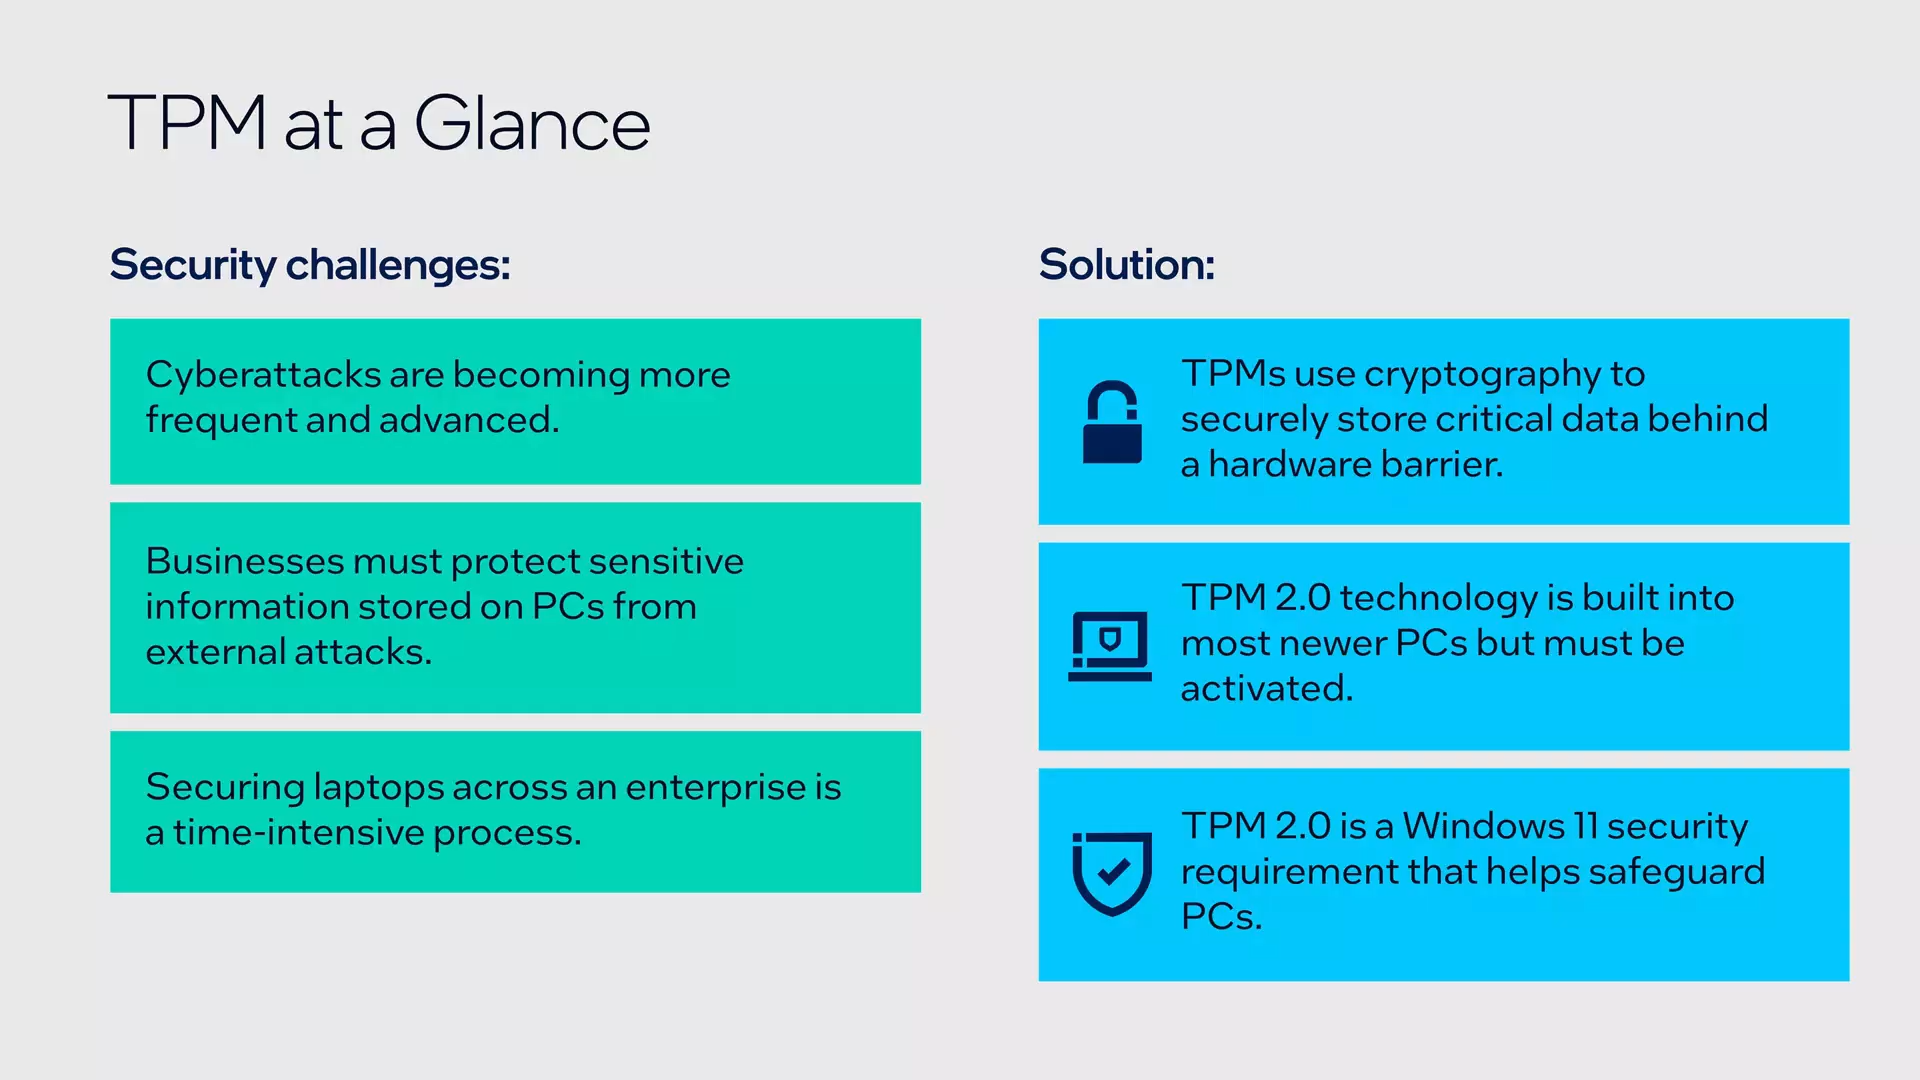 TPM at a Glance
Security challenges:
Cyberattacks are becoming more
frequent and advanced.
Businesses must protect sensitive
information stored on PCs from
external attacks.
Securing laptops across an enterprise is
a time-intensive process.
Solution:
TPMs use cryptography to
securely store critical data behind
a hardware barrier.
TPM 2.0 technology is built into
most newer PCs but must be
activated.
TPM 2.0 is a Windows 11 security
requirement that helps safeguard
PCs.